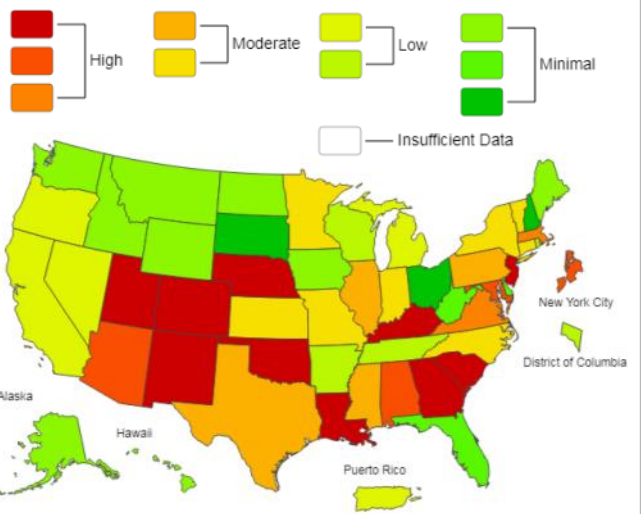 High
Moderate
Low
Minimal
Insufficient Data
New York City
District of Columbia
Alaska
Hawaii
Puerto Rico